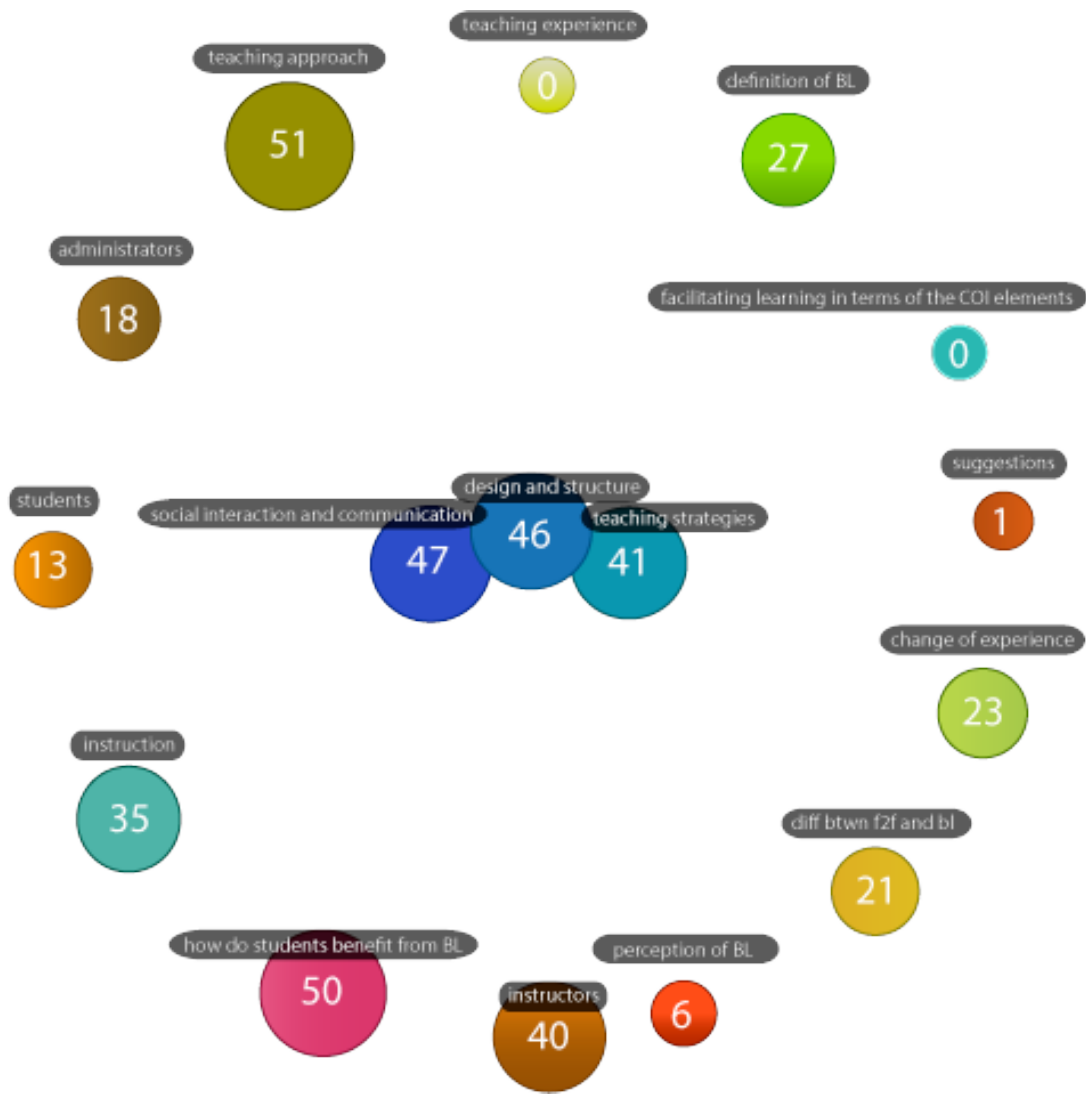 teaching experience
0
teaching approach
51
definition of BL
27
administrators
18
facilitating learning in terms of the COI elements
0
suggestions
1
design and structure
46
social interaction and communication
47
teaching strategies
41
students
13
change of experience
23
instruction
35
diff btwn f2f and bl
21
how do students benefit from BL
50
instructors
40
perception of BL
6